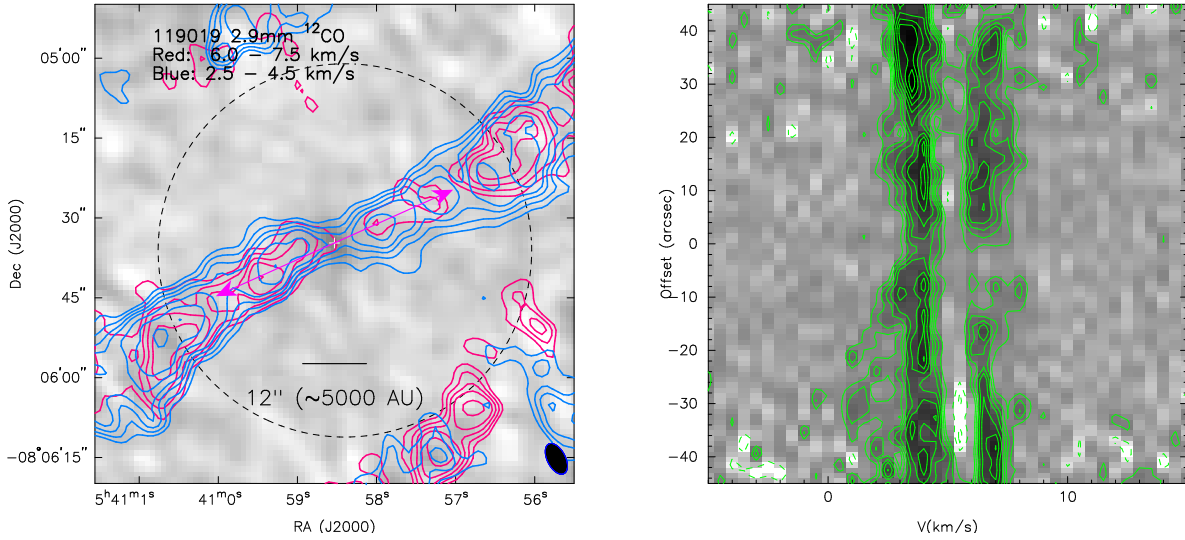 119019 2.9mm ¹²CO
Red: 6.0 – 7.5 km/s
Blue: 2.5 – 4.5 km/s
05'00"
15"
30"
45"
06'00"
−08°06'15"
Dec (J2000)
12" (~5000 AU)
5ʰ41ᵐ1ˢ
41ᵐ0ˢ
59ˢ
58ˢ
57ˢ
56ˢ
RA (J2000)
40
30
20
10
0
−10
−20
−30
−40
Offset (arcsec)
0
10
V(km/s)